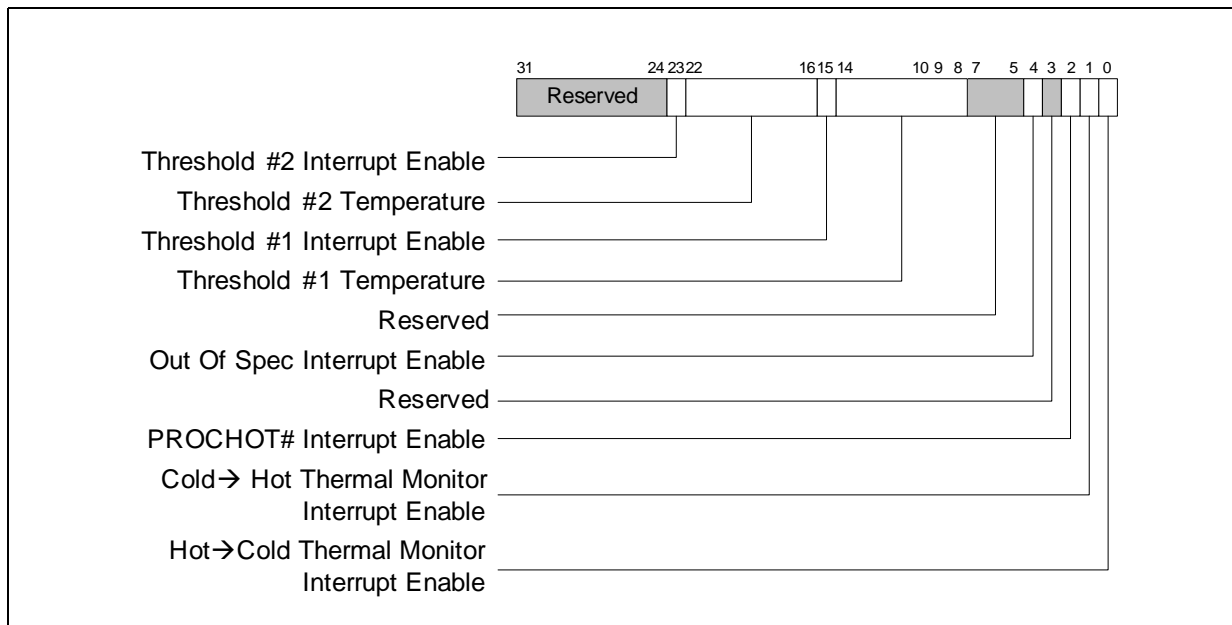 31 24 23 22 16 15 14 10 9 8 7 5 4 3 2 1 0
Reserved
Threshold #2 Interrupt Enable
Threshold #2 Temperature
Threshold #1 Interrupt Enable
Threshold #1 Temperature
Reserved
Out Of Spec Interrupt Enable
Reserved
PROCHOT# Interrupt Enable
Cold→ Hot Thermal Monitor
Interrupt Enable
Hot→Cold Thermal Monitor
Interrupt Enable